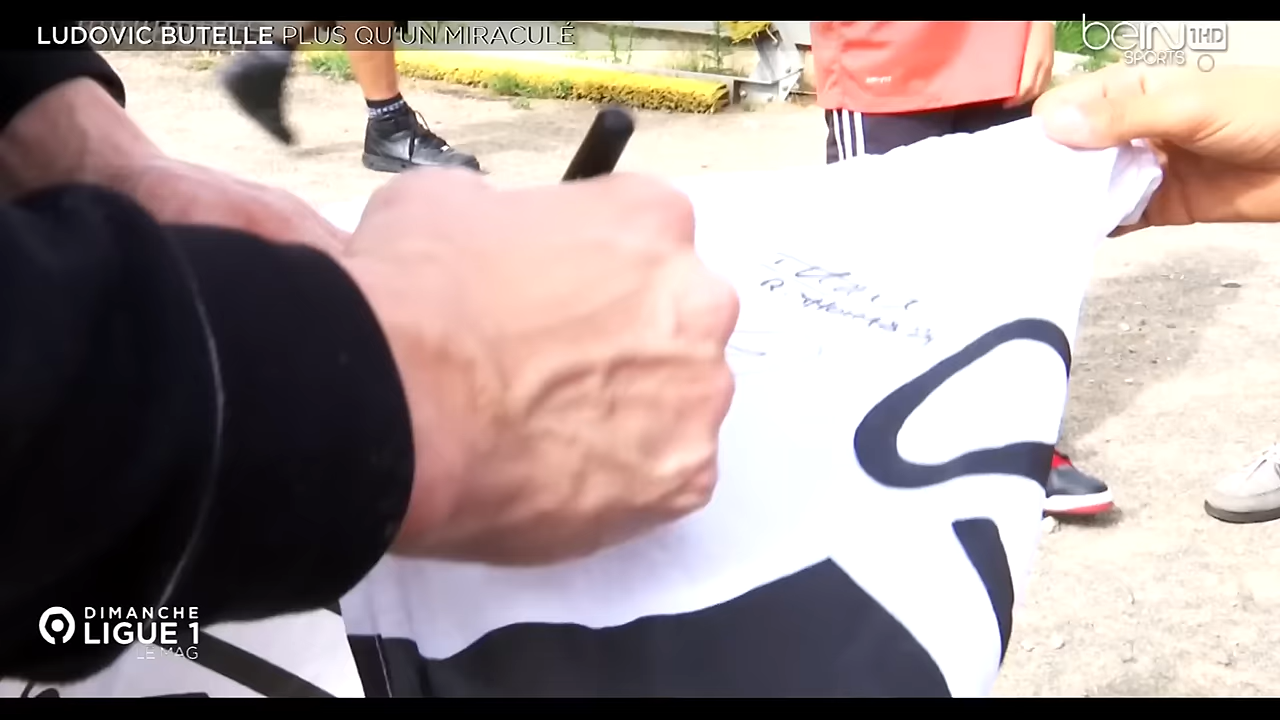 LUDOVIC BUTELLE PLUS QU'UN MIRACULÉ
beIN 1HD
SPORTS
DIMANCHE
LIGUE 1
LE MAG